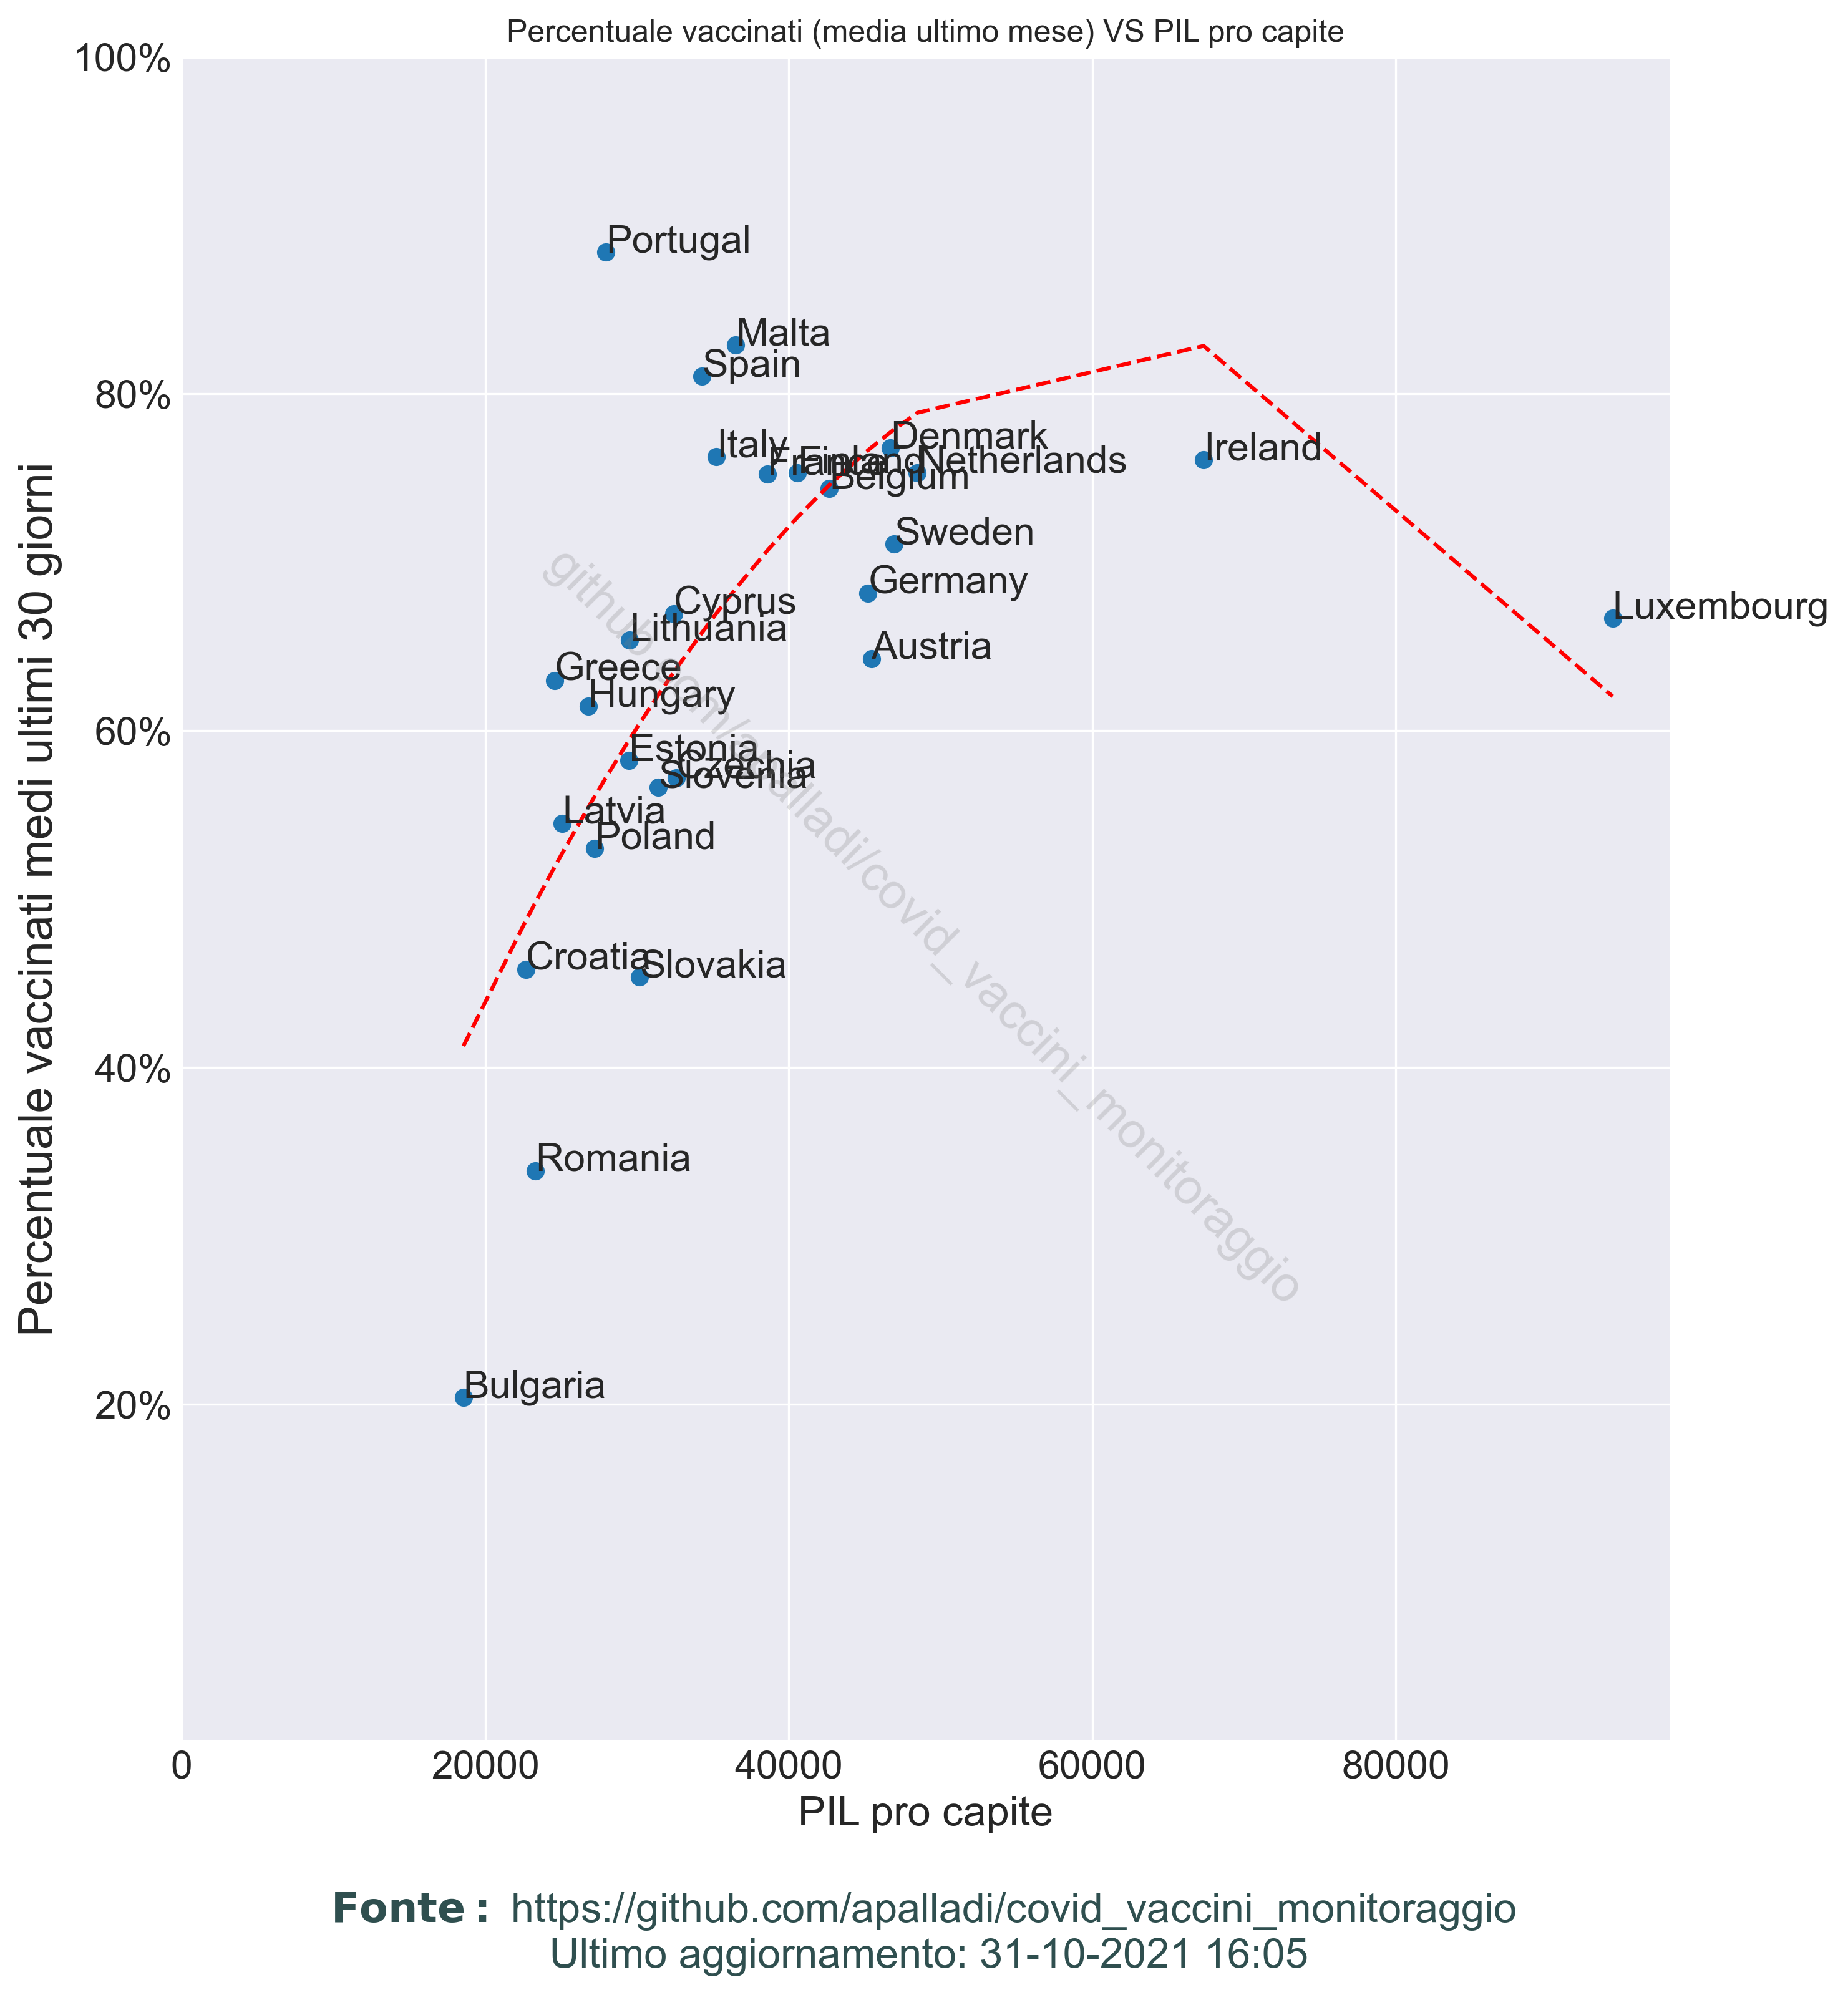 Percentuale vaccinati (media ultimo mese) VS PIL pro capite
100%
80%
60%
40%
20%
Percentuale vaccinati medi ultimi 30 giorni
Portugal
Malta
Spain
Italy
France
Finland
Denmark
Netherlands
Belgium
Ireland
Sweden
Germany
Luxembourg
Cyprus
Lithuania
Austria
Greece
Hungary
Estonia
Czechia
Slovenia
Latvia
Poland
Croatia
Slovakia
Romania
Bulgaria
github.com/apalladi/covid_vaccini_monitoraggio
0 20000 40000 60000 80000
PIL pro capite
Fonte: https://github.com/apalladi/covid_vaccini_monitoraggio
Ultimo aggiornamento: 31-10-2021 16:05